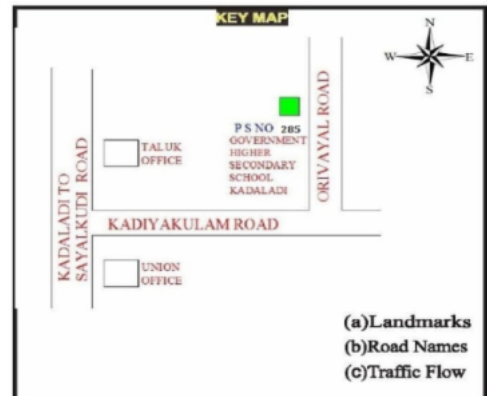 KEY MAP
N
W E
S
P S NO 285
GOVERNMENT
HIGHER
SECONDARY
SCHOOL
KADALADI
TALUK
OFFICE
ORIVAYAL ROAD
KADALADI TO
SAYALKUDI ROAD
KADIYAKULAM ROAD
UNION
OFFICE
(a)Landmarks
(b)Road Names
(c)Traffic Flow